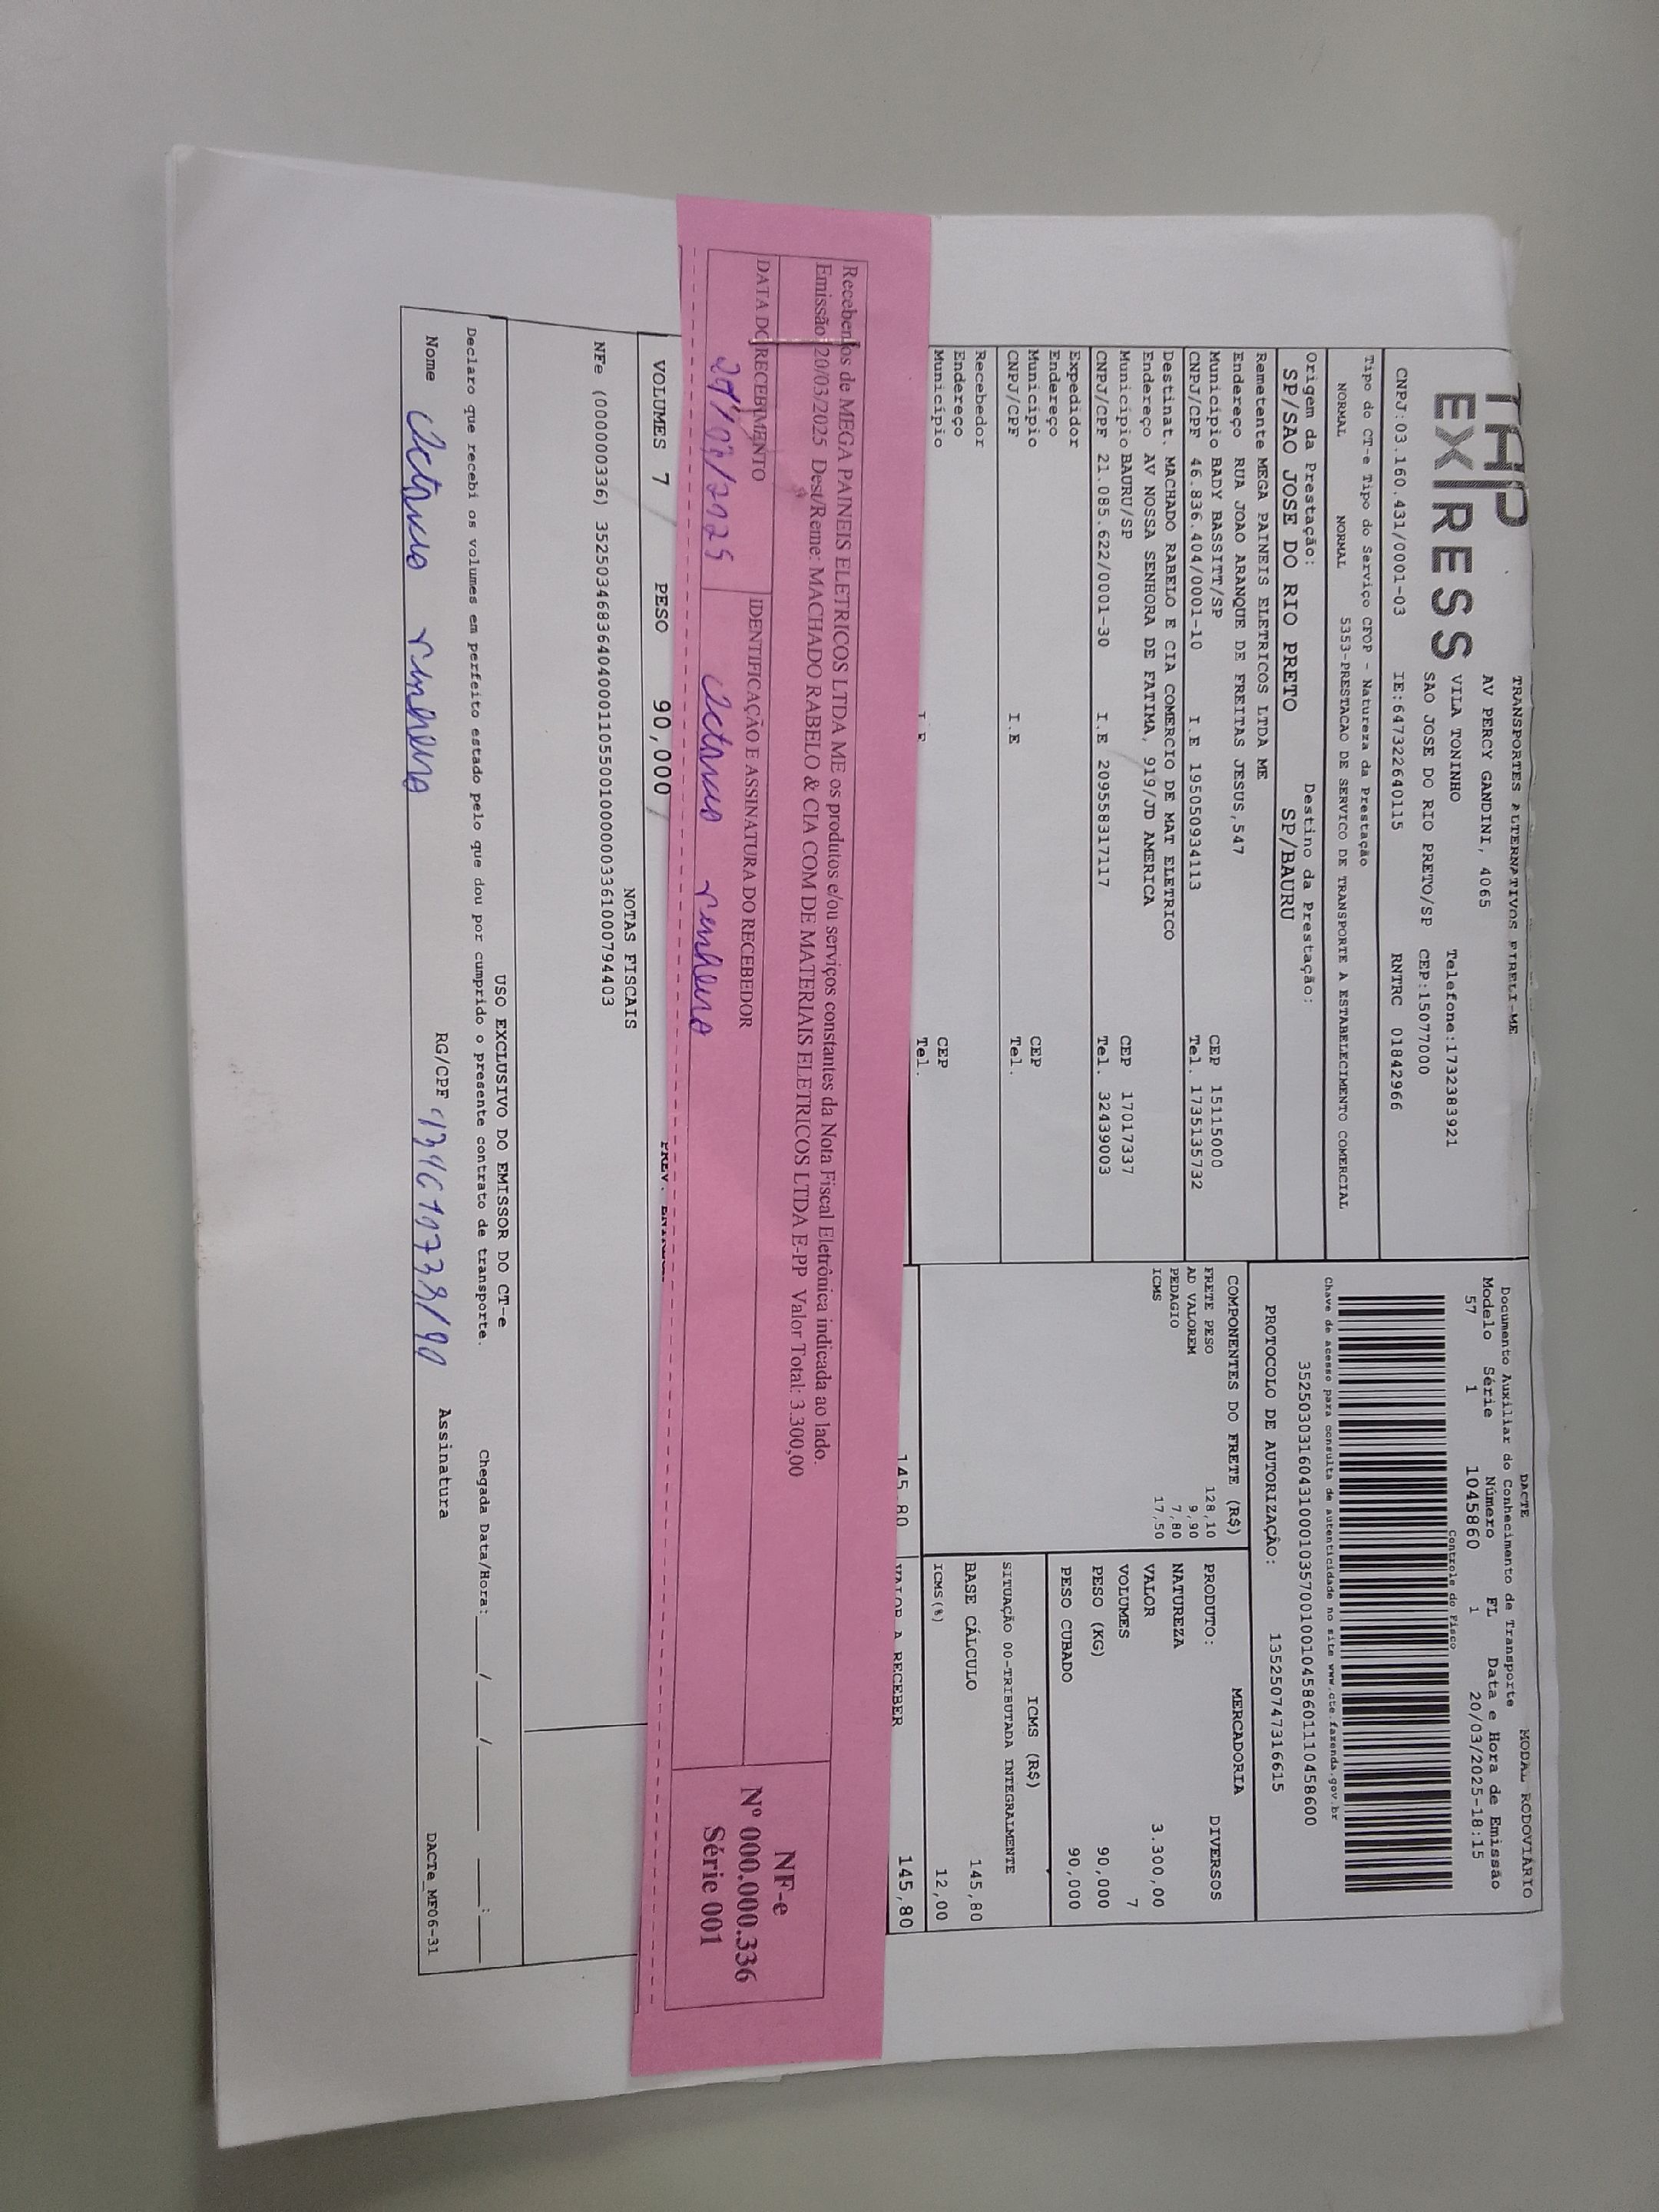 TRANSPORTES ALTERNATIVOS EIRELI-ME
TAP EXPRESS
AV PERCY GANDINI, 4065
VILA TONINHO
Telefone:1732383921
SAO JOSE DO RIO PRETO/SP CEP:15077000
CNPJ:03.160.431/0001-03 IE:647322640115 RNTRC 01842966
Tipo do CT-e Tipo do Serviço CFOP - Natureza da Prestação
NORMAL NORMAL 5353-PRESTACAO DE SERVICO DE TRANSPORTE A ESTABELECIMENTO COMERCIAL
Origem da Prestação: Destino da Prestação:
SP/SAO JOSE DO RIO PRETO SP/BAURU
Remetente MEGA PAINEIS ELETRICOS LTDA ME
Endereço RUA JOAO ARANQUE DE FREITAS JESUS,547
Município BADY BASSITT/SP CEP 15115000
CNPJ/CPF 46.836.404/0001-10 I.E 195050934113 Tel. 1735135732
Destinat. MACHADO RABELO E CIA COMERCIO DE MAT ELETRICO
Endereço AV NOSSA SENHORA DE FATIMA, 919/JD AMERICA
Município BAURU/SP CEP 17017337
CNPJ/CPF 21.085.622/0001-30 I.E 209558317117 Tel. 32439003
Expedidor
Endereço
Município CEP
CNPJ/CPF I.E Tel.
Recebedor
Endereço
Município CEP
I.E Tel.
DACTE MODAL RODOVIÁRIO
Documento Auxiliar do Conhecimento de Transporte
Modelo Série Número FL Data e Hora de Emissão
57 1 1045860 1 20/03/2025-18:15
Controle do Fisco
Chave de acesso para consulta de autenticidade no site www.cte.fazenda.gov.br
35250303160431000103570010010458601110458600
PROTOCOLO DE AUTORIZAÇÃO: 135250747316615
COMPONENTES DO FRETE (R$)
FRETE PESO 128,10
AD VALOREM 9,90
PEDAGIO 7,80
ICMS 17,50
MERCADORIA
PRODUTO: DIVERSOS
NATUREZA
VALOR 3.300,00
VOLUMES 7
PESO (KG) 90,000
PESO CUBADO 90,000
ICMS (R$)
SITUAÇÃO 00-TRIBUTADA INTEGRALMENTE
BASE CÁLCULO 145,80
ICMS(%) 12,00
145,80 VALOR A RECEBER 145,80
Recebemos de MEGA PAINEIS ELETRICOS LTDA ME os produtos e/ou serviços constantes da Nota Fiscal Eletrônica indicada ao lado.
Emissão: 20/03/2025 Dest/Reme: MACHADO RABELO & CIA COM DE MATERIAIS ELETRICOS LTDA E-PP Valor Total: 3.300,00
DATA DO RECEBIMENTO IDENTIFICAÇÃO E ASSINATURA DO RECEBEDOR
NF-e
Nº 000.000.336
Série 001
VOLUMES 7 PESO 90,000 PREV. ENTREGA
NOTAS FISCAIS
NFe (000000336) 35250346836404000110550010000003361000794403
USO EXCLUSIVO DO EMISSOR DO CT-e
Declaro que recebi os volumes em perfeito estado pelo que dou por cumprido o presente contrato de transporte. Chegada Data/Hora: ____/____/____ ____:____
Nome RG/CPF Assinatura
DACTe_MF06-31